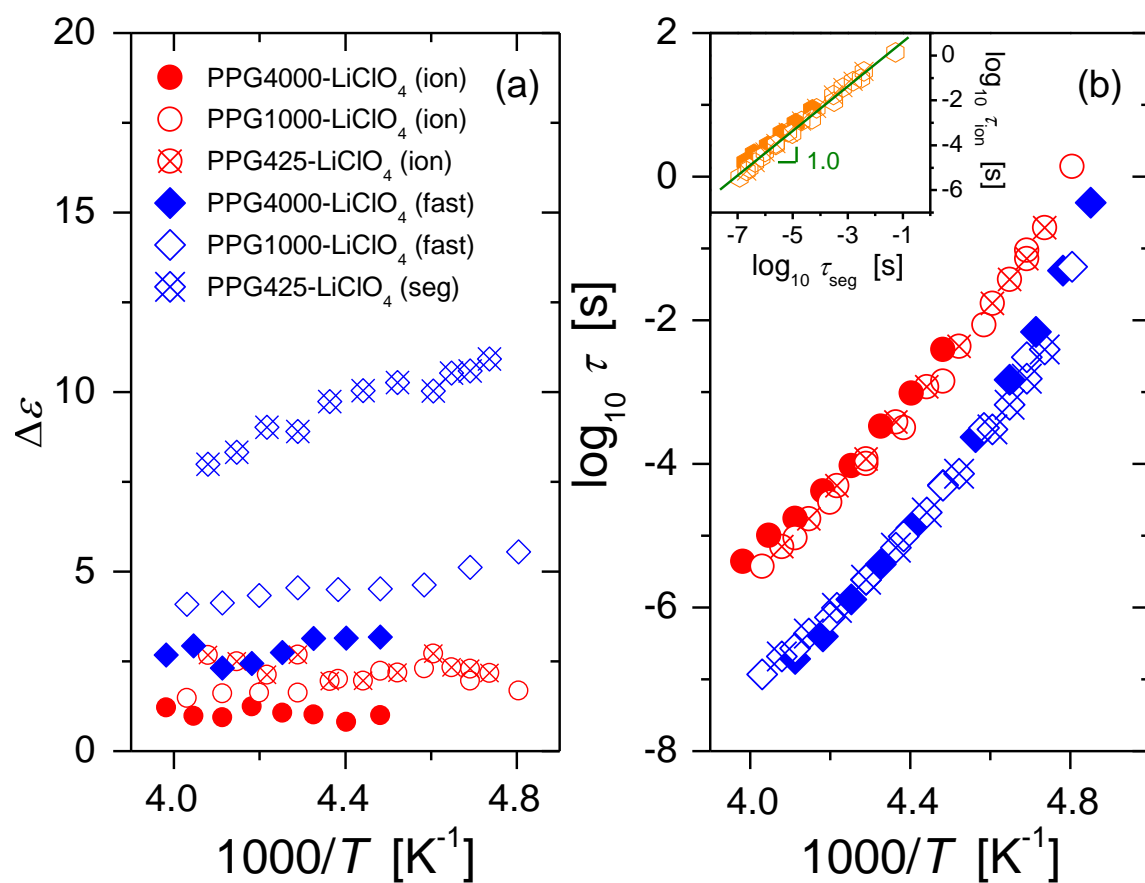 20
15
10
5
0
Δε
PPG4000-LiClO₄ (ion)
PPG1000-LiClO₄ (ion)
PPG425-LiClO₄ (ion)
PPG4000-LiClO₄ (fast)
PPG1000-LiClO₄ (fast)
PPG425-LiClO₄ (seg)
(a)
4.0 4.4 4.8
1000/T [K⁻¹]
2
0
-2
-4
-6
-8
log₁₀ τ [s]
(b)
0
-2
-4
-6
log₁₀ τᵢₒₙ [s]
1.0
-7 -5 -3 -1
log₁₀ τseg [s]
4.0 4.4 4.8
1000/T [K⁻¹]